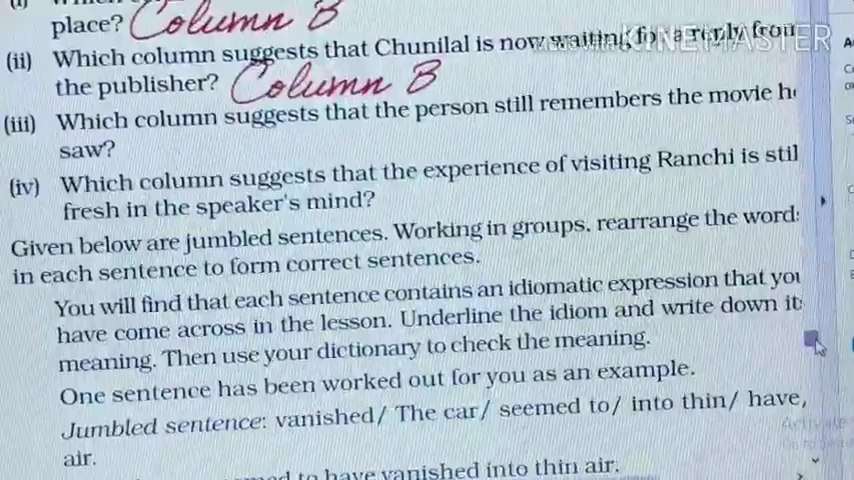 place? Column B
(ii) Which column suggests that Chunilal is now waiting for a reply from
the publisher? Column B
(iii) Which column suggests that the person still remembers the movie h
saw?
(iv) Which column suggests that the experience of visiting Ranchi is stil
fresh in the speaker's mind?
Given below are jumbled sentences. Working in groups, rearrange the word
in each sentence to form correct sentences.
You will find that each sentence contains an idiomatic expression that you
have come across in the lesson. Underline the idiom and write down it
meaning. Then use your dictionary to check the meaning.
One sentence has been worked out for you as an example.
Jumbled sentence: vanished/ The car/ seemed to/ into thin/ have,
air.
to have vanished into thin air.
KINEMASTER
Activate